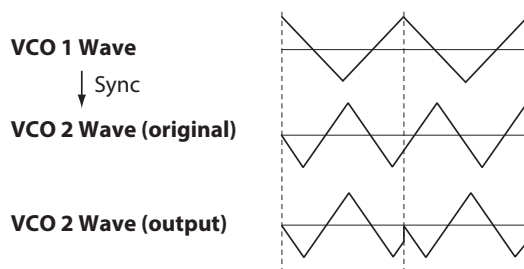 VCO 1 Wave
Sync
VCO 2 Wave (original)
VCO 2 Wave (output)